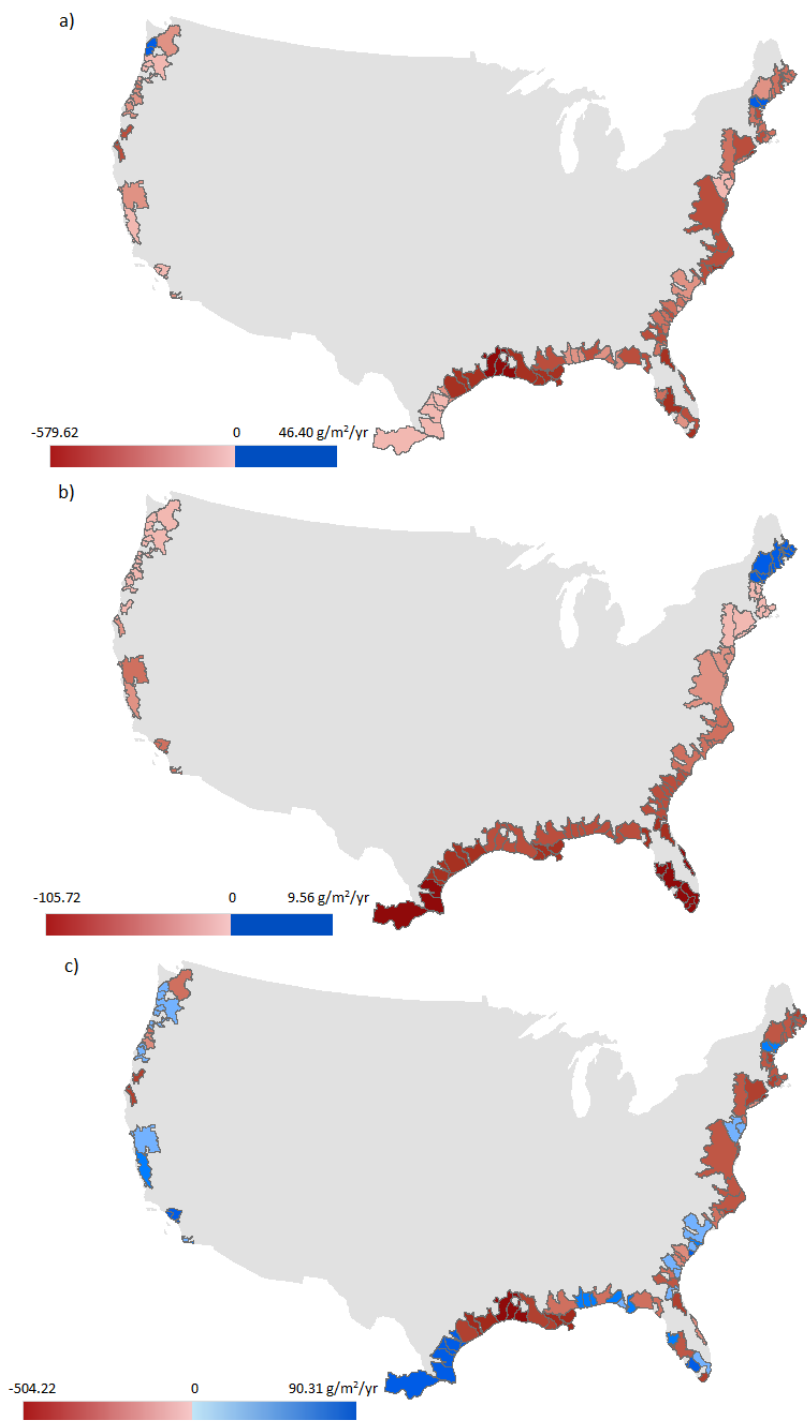 a)
-579.62 0 46.40 g/m²/yr
b)
-105.72 0 9.56 g/m²/yr
c)
-504.22 0 90.31 g/m²/yr